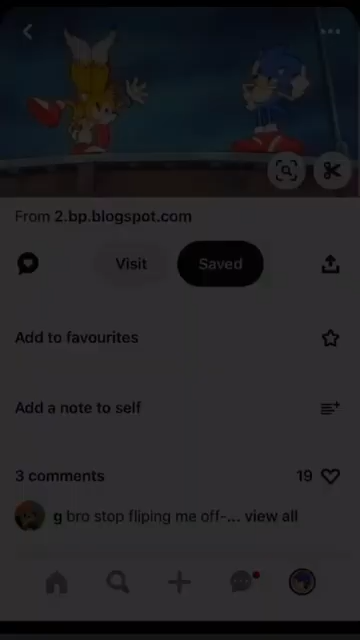 From 2.bp.blogspot.com
Visit
Saved
Add to favourites
Add a note to self
3 comments
19
g bro stop fliping me off-... view all